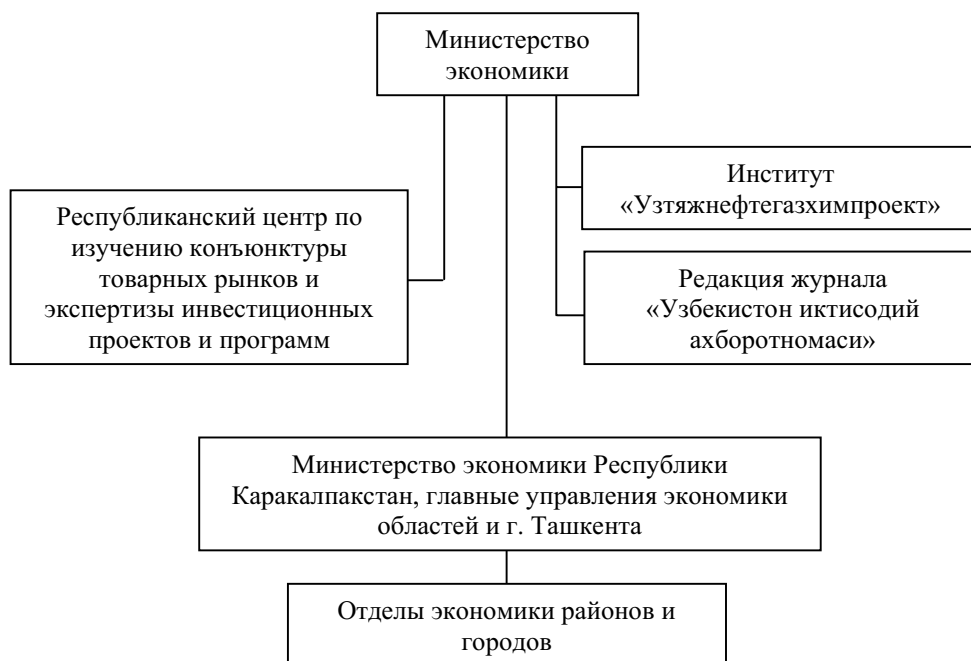 Министерство
экономики
Институт
«Узтяжнефтегазхимпроект»
Республиканский центр по
изучению конъюнктуры
товарных рынков и
экспертизы инвестиционных
проектов и программ
Редакция журнала
«Узбекистон иктисодий
ахборотномаси»
Министерство экономики Республики
Каракалпакстан, главные управления экономики
областей и г. Ташкента
Отделы экономики районов и
городов